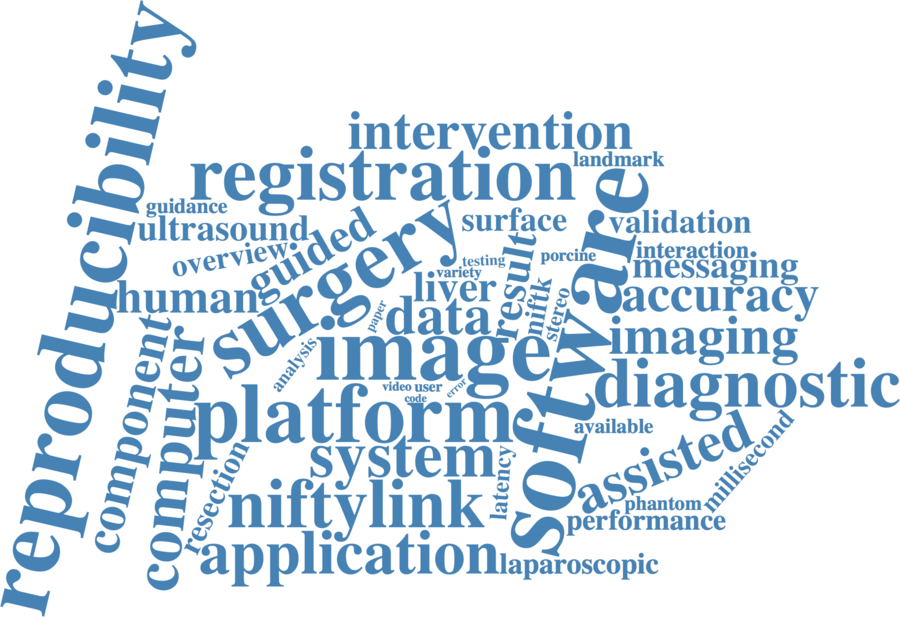 reproducibility
intervention
registration
landmark
guidance
ultrasound
surface
validation
overview
guided
surgery
result
testing
porcine
interaction
variety
messaging
human
liver
niftk
stereo
software
accuracy
data
paper
component
computer
image
imaging
analysis
video
user
error
code
diagnostic
platform
available
system
assisted
millisecond
resection
latency
niftylink
phantom
performance
application
laparoscopic